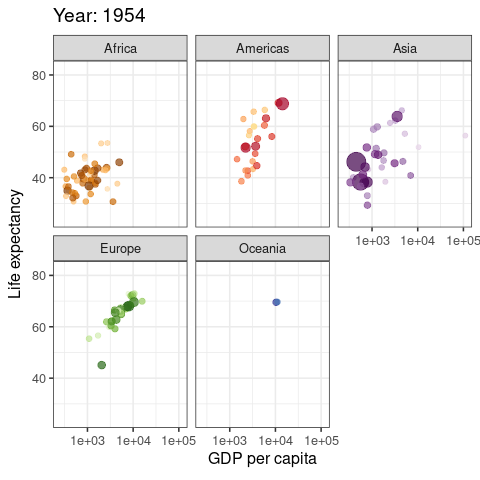 Year: 1954
Africa
Americas
Asia
80
60
40
1e+03 1e+04 1e+05
Life expectancy
Europe
Oceania
80
60
40
1e+03 1e+04 1e+05
1e+03 1e+04 1e+05
GDP per capita